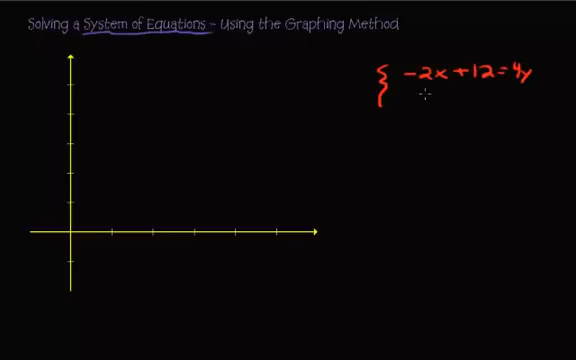 Solving a System of Equations - Using the Graphing Method
{ -2x + 12 = 4y